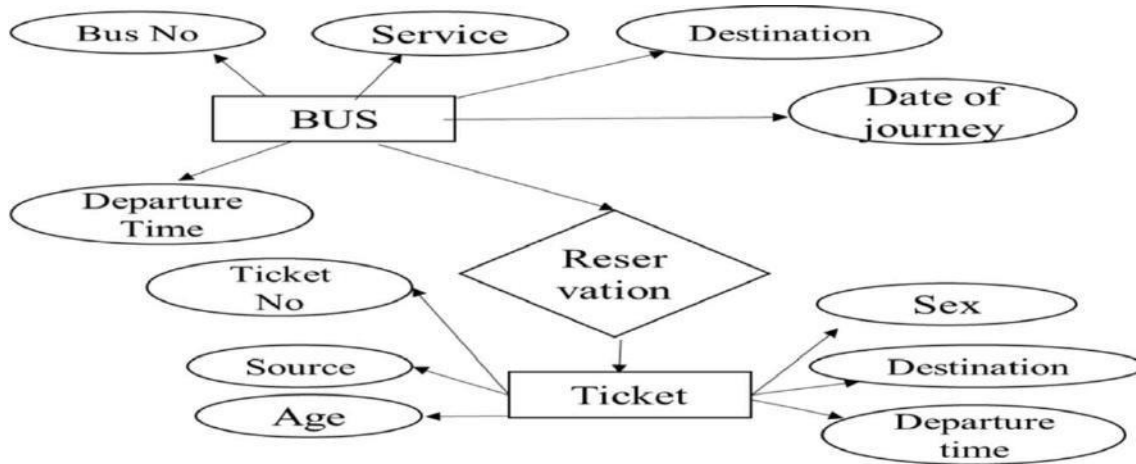 Bus No
Service
Destination
BUS
Date of
journey
Departure
Time
Reser
vation
Ticket
No
Sex
Source
Destination
Ticket
Age
Departure
time